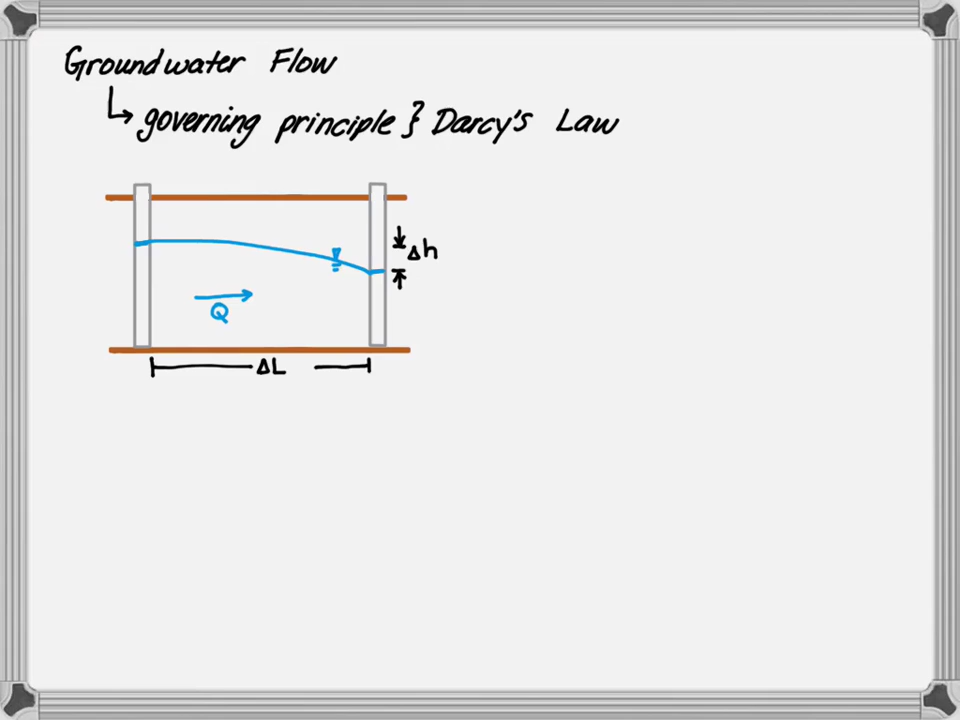 Groundwater Flow
↳ governing principle } Darcy's Law
Δh
Q
ΔL